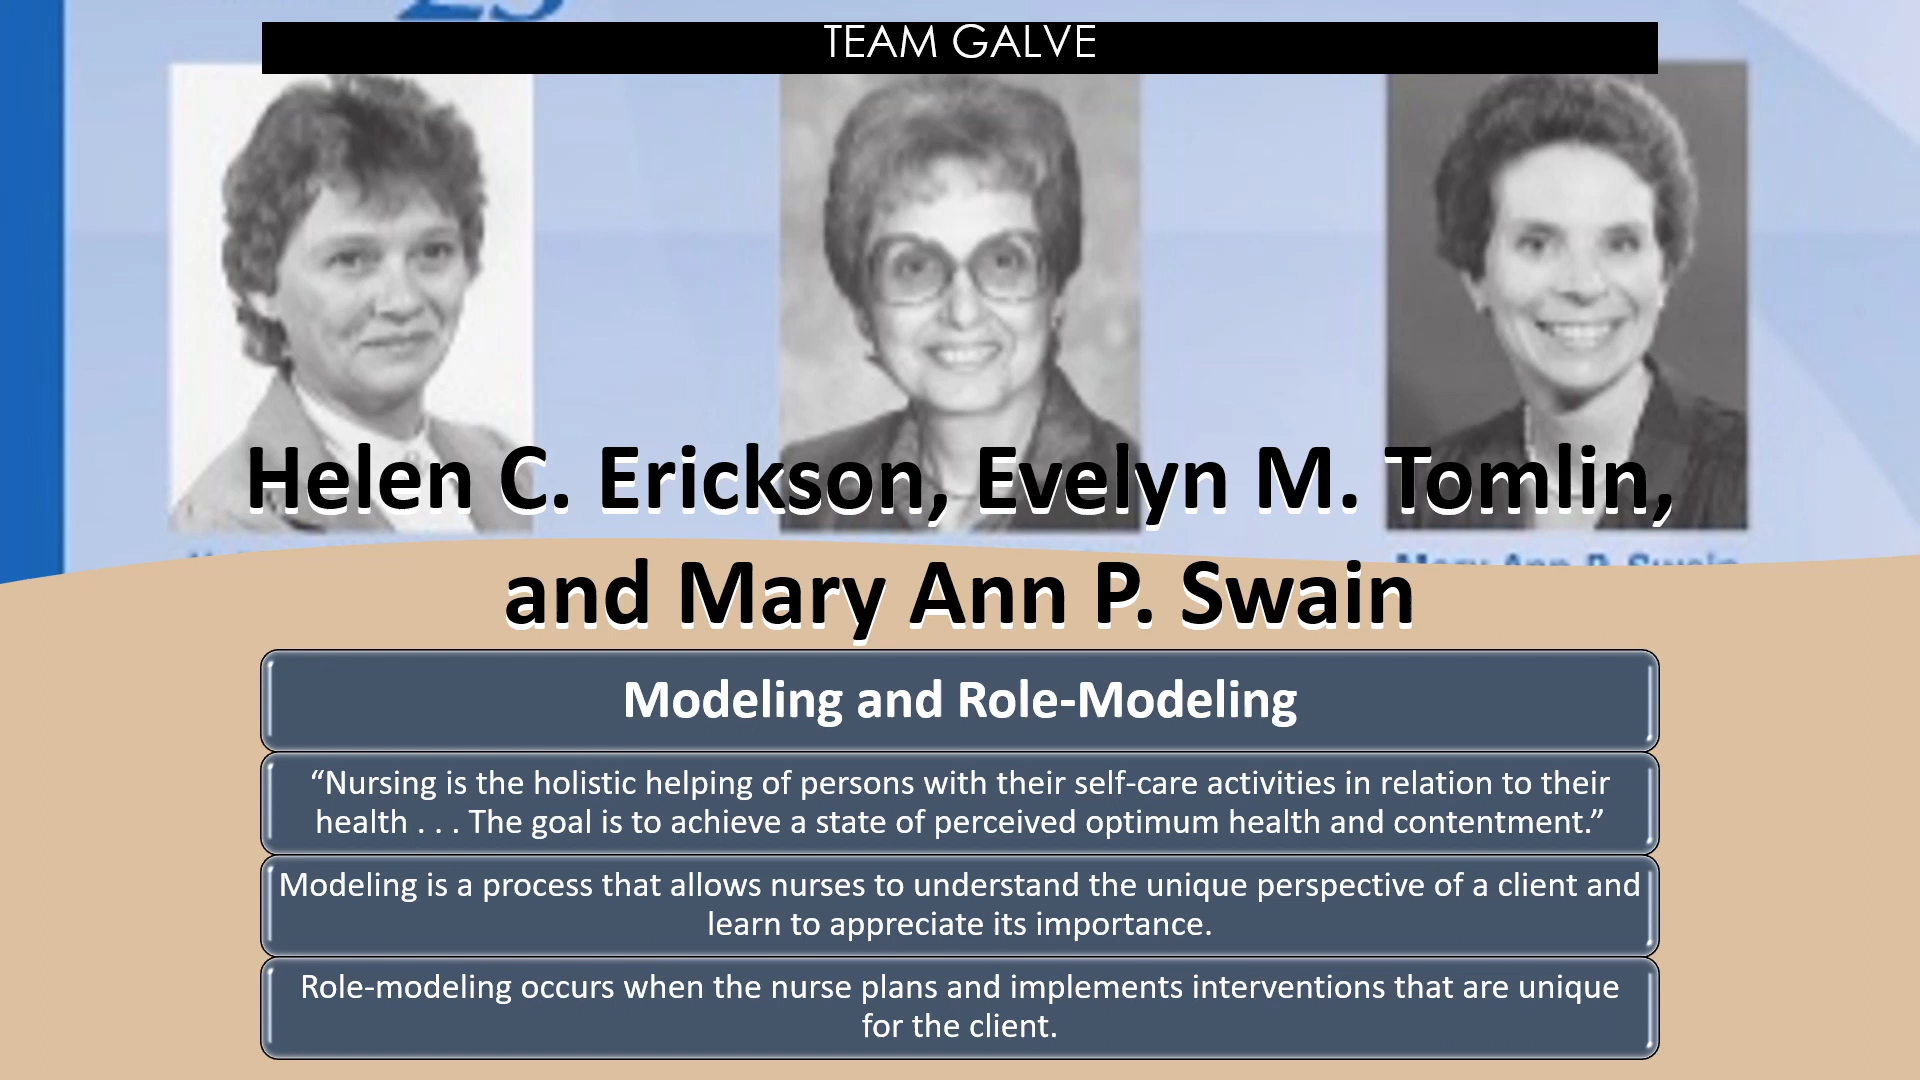 TEAM GALVE
Helen C. Erickson, Evelyn M. Tomlin,
and Mary Ann P. Swain
Mary Ann P. Swain
Modeling and Role-Modeling
“Nursing is the holistic helping of persons with their self-care activities in relation to their
health . . . The goal is to achieve a state of perceived optimum health and contentment.”
Modeling is a process that allows nurses to understand the unique perspective of a client and
learn to appreciate its importance.
Role-modeling occurs when the nurse plans and implements interventions that are unique
for the client.